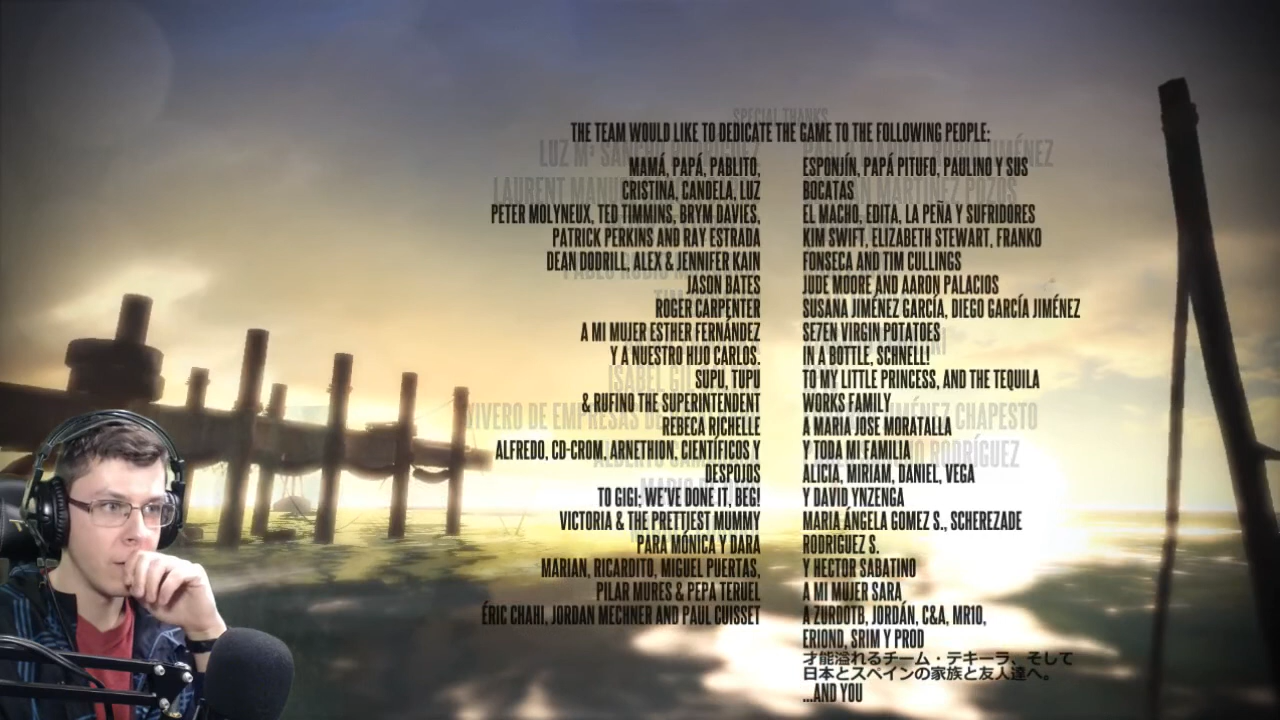 SPECIAL THANKS
THE TEAM WOULD LIKE TO DEDICATE THE GAME TO THE FOLLOWING PEOPLE:
MAMÁ, PAPÁ, PABLITO,
CRISTINA, CANDELA, LUZ
PETER MOLYNEUX, TED TIMMINS, BRYM DAVIES,
PATRICK PERKINS AND RAY ESTRADA
DEAN DODRILL, ALEX & JENNIFER KAIN
JASON BATES
ROGER CARPENTER
A MI MUJER ESTHER FERNÁNDEZ
Y A NUESTRO HIJO CARLOS.
SUPU, TUPU
& RUFINO THE SUPERINTENDENT
REBECA RICHELLE
ALFREDO, CD-CROM, ARNETHION, CIENTÍFICOS Y
DESPOJOS
TO GIGI: WE'VE DONE IT, BEG!
VICTORIA & THE PRETTIEST MUMMY
PARA MÓNICA Y DARA
MARIAN, RICARDITO, MIGUEL PUERTAS,
PILAR MURES & PEPA TERUEL
ÉRIC CHAHI, JORDAN MECHNER AND PAUL CUISSET
ESPONJÍN, PAPÁ PITUFO, PAULINO Y SUS
BOCATAS
EL MACHO, EDITA, LA PEÑA Y SUFRIDORES
KIM SWIFT, ELIZABETH STEWART, FRANKO
FONSECA AND TIM CULLINGS
JUDE MOORE AND AARON PALACIOS
SUSANA JIMÉNEZ GARCÍA, DIEGO GARCÍA JIMÉNEZ
SE7EN VIRGIN POTATOES
IN A BOTTLE, SCHNELL!
TO MY LITTLE PRINCESS, AND THE TEQUILA
WORKS FAMILY
A MARIA JOSE MORATALLA
Y TODA MI FAMILIA
ALICIA, MIRIAM, DANIEL, VEGA
Y DAVID YNZENGA
MARIA ÁNGELA GOMEZ S., SCHEREZADE
RODRIGUEZ S.
Y HECTOR SABATINO
A MI MUJER SARA
A ZURDOTB, JORDÁN, C&A, MR10,
ERIOND, SRIM Y PROD
才能溢れるチーム・テキーラ、そして
日本とスペインの家族と友人達へ。
...AND YOU